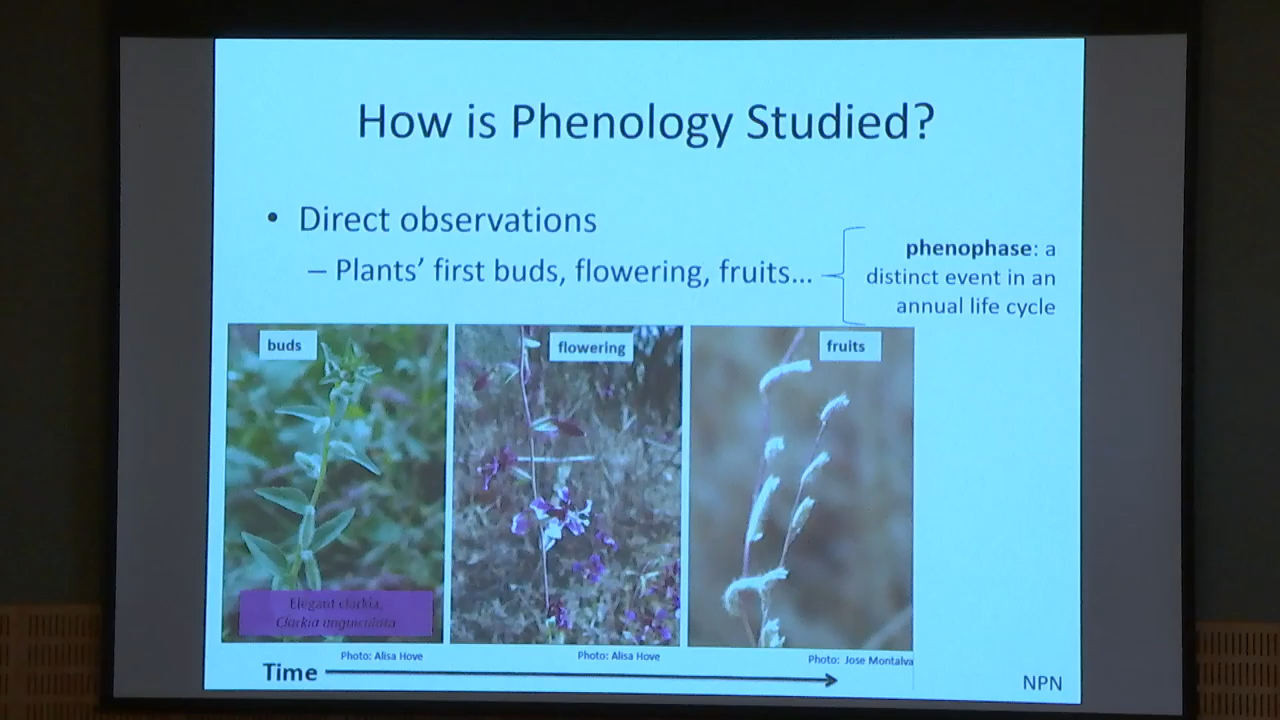 How is Phenology Studied?
• Direct observations
– Plants’ first buds, flowering, fruits...
phenophase: a
distinct event in an
annual life cycle
buds
flowering
fruits
Elegant clarkia,
Clarkia unguiculata
Photo: Alisa Hove
Photo: Alisa Hove
Photo: Jose Montalva
Time
NPN